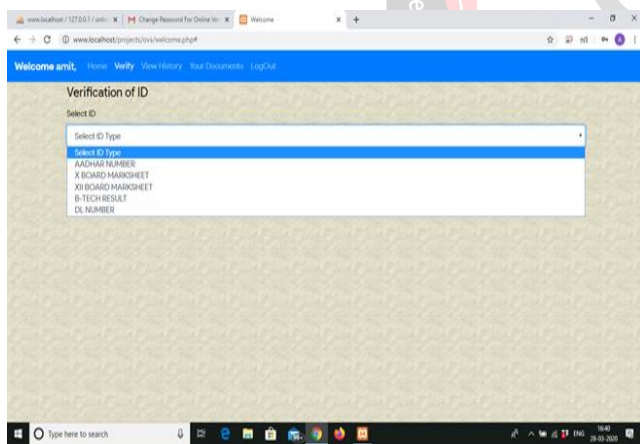 www.localhost / 127.0.0.1 /
Change Password For Online
Welcome
www.localhost/projects/ovs/welcome.php#
Welcome amit, Home Verify View History Your Documents LogOut
Verification of ID
Select ID
Select ID Type
Select ID Type
AADHAR NUMBER
X BOARD MARKSHEET
XII BOARD MARKSHEET
B-TECH RESULT
DL NUMBER
Type here to search
ENG
16:40
28-03-2020